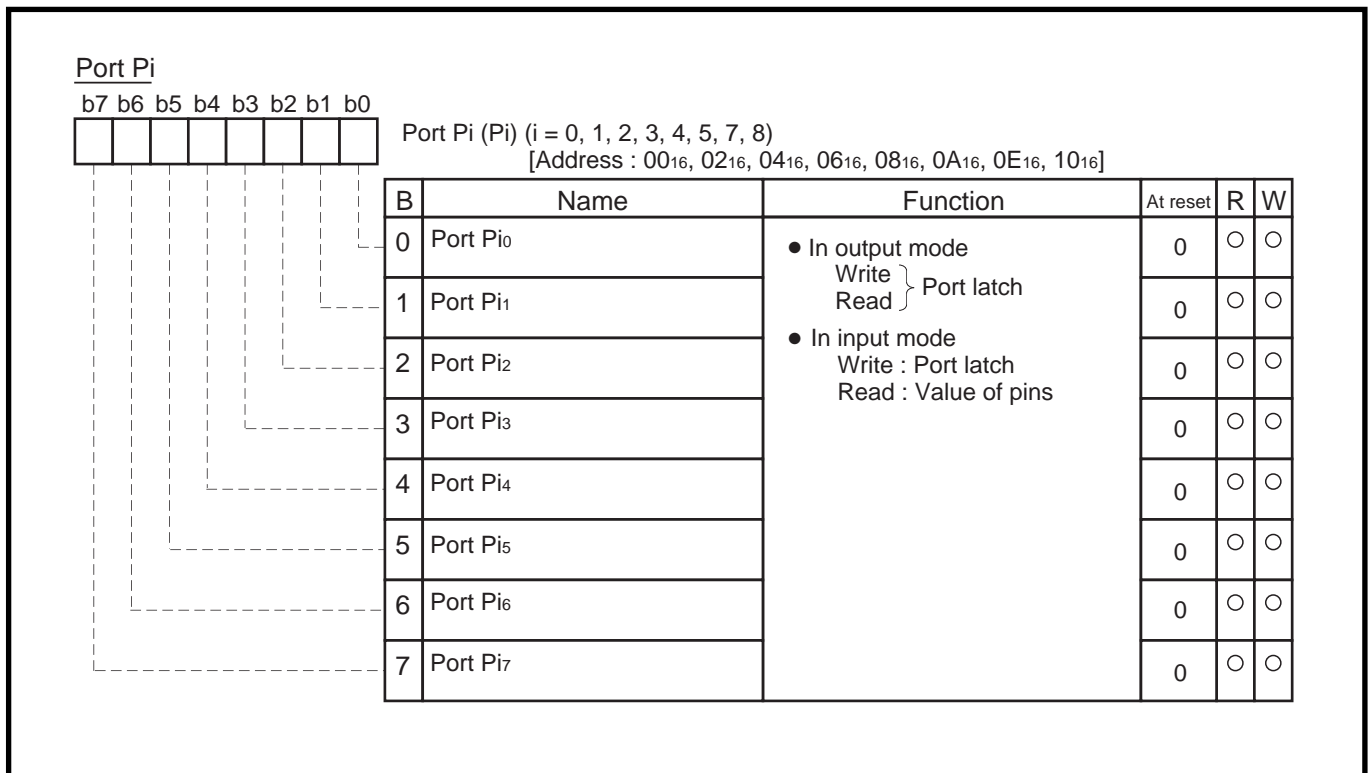 Port Pi
b7 b6 b5 b4 b3 b2 b1 b0
Port Pi (Pi) (i = 0, 1, 2, 3, 4, 5, 7, 8)
[Address : 00₁₆, 02₁₆, 04₁₆, 06₁₆, 08₁₆, 0A₁₆, 0E₁₆, 10₁₆]
B Name Function At reset R W
0 Port Pi₀ 0 ○ ○
1 Port Pi₁ 0 ○ ○
2 Port Pi₂ 0 ○ ○
3 Port Pi₃ 0 ○ ○
4 Port Pi₄ 0 ○ ○
5 Port Pi₅ 0 ○ ○
6 Port Pi₆ 0 ○ ○
7 Port Pi₇ 0 ○ ○
● In output mode
Write
Read } Port latch
● In input mode
Write : Port latch
Read : Value of pins